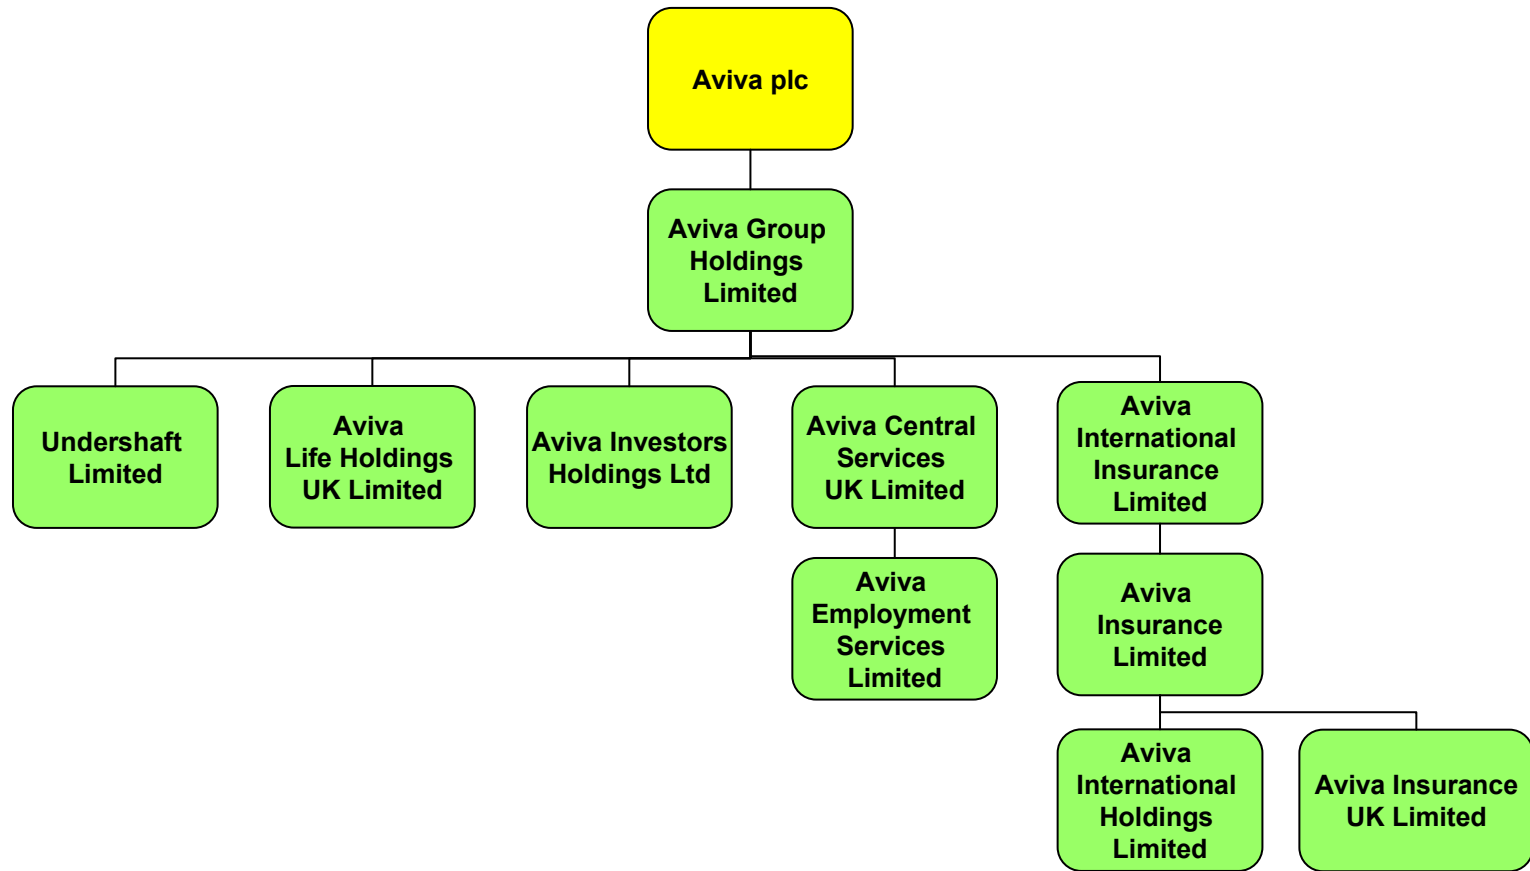 Aviva plc
Aviva Group
Holdings
Limited
Undershaft
Limited
Aviva
Life Holdings
UK Limited
Aviva Investors
Holdings Ltd
Aviva Central
Services
UK Limited
Aviva
International
Insurance
Limited
Aviva
Employment
Services
Limited
Aviva
Insurance
Limited
Aviva
International
Holdings
Limited
Aviva Insurance
UK Limited